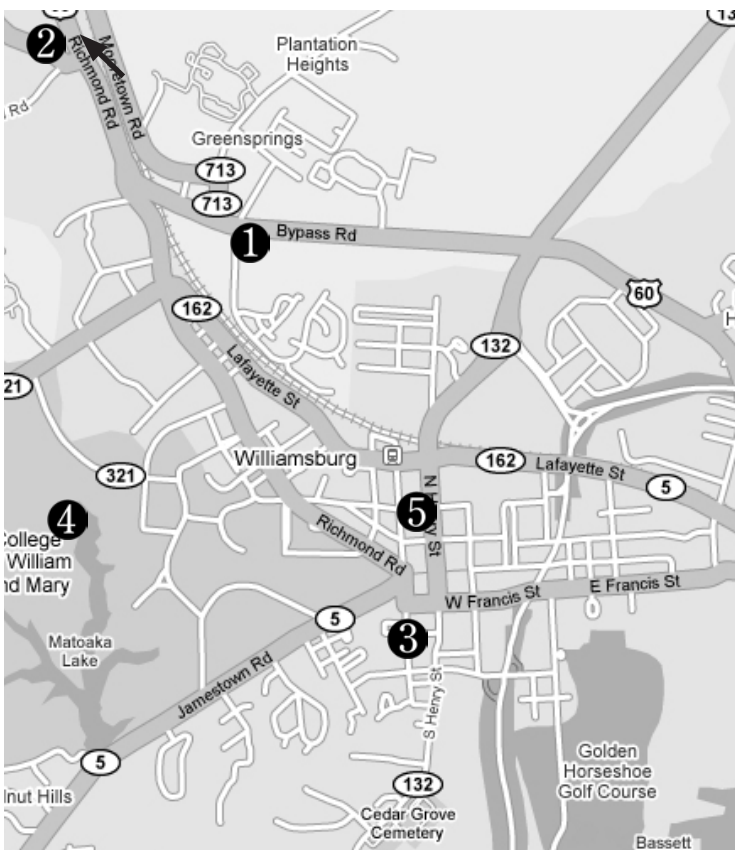 13
2
Plantation
Heights
Mooretown Rd
Richmond Rd
Rd
Greensprings
713
713
1
Bypass Rd
60
H
162
132
Lafayette St
21
Williamsburg
162
Lafayette St
321
5
N Henry St
4
5
College
William
nd Mary
Richmond Rd
W Francis St
E Francis St
5
3
Matoaka
Lake
Jamestown Rd
S Henry St
5
Golden
Horseshoe
Golf Course
nut Hills
132
Cedar Grove
Cemetery
Bassett